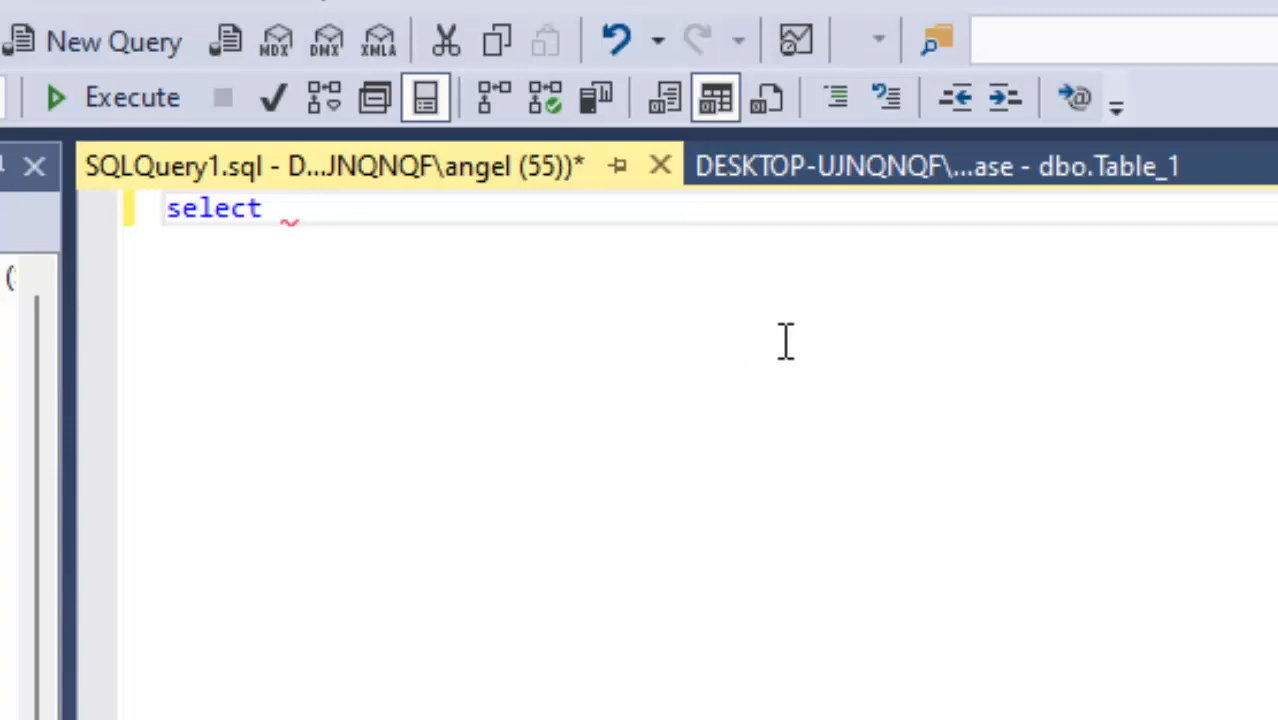 New Query MDX DMX XMLA
Execute
SQLQuery1.sql - D...JNQNQF\angel (55))* DESKTOP-UJNQNQF\...ase - dbo.Table_1
select
(